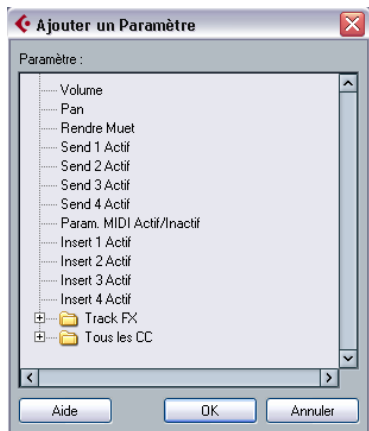 Ajouter un Paramètre
Paramètre :
Volume
Pan
Rendre Muet
Send 1 Actif
Send 2 Actif
Send 3 Actif
Send 4 Actif
Param. MIDI Actif/Inactif
Insert 1 Actif
Insert 2 Actif
Insert 3 Actif
Insert 4 Actif
Track FX
Tous les CC
Aide OK Annuler